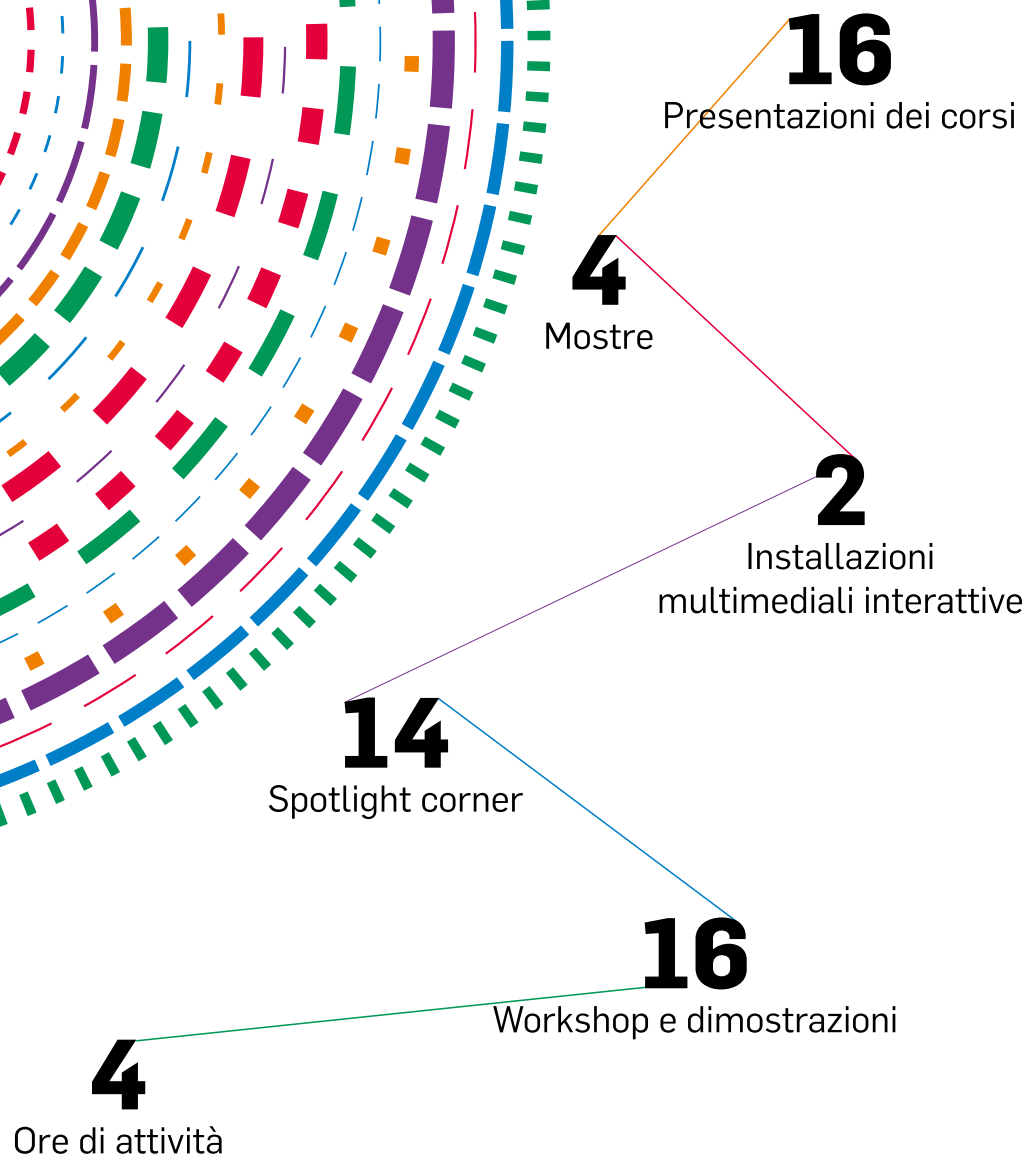 16
Presentazioni dei corsi
4
Mostre
2
Installazioni
multimediali interattive
14
Spotlight corner
16
Workshop e dimostrazioni
4
Ore di attività